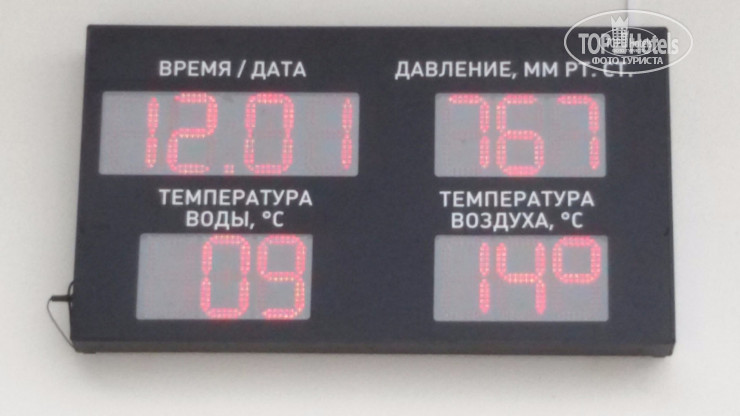 TOP Hotels
ФОТО ТУРИСТА
ВРЕМЯ / ДАТА
12.01
ДАВЛЕНИЕ, ММ РТ. СТ.
767
ТЕМПЕРАТУРА
ВОДЫ, °C
09
ТЕМПЕРАТУРА
ВОЗДУХА, °C
14°